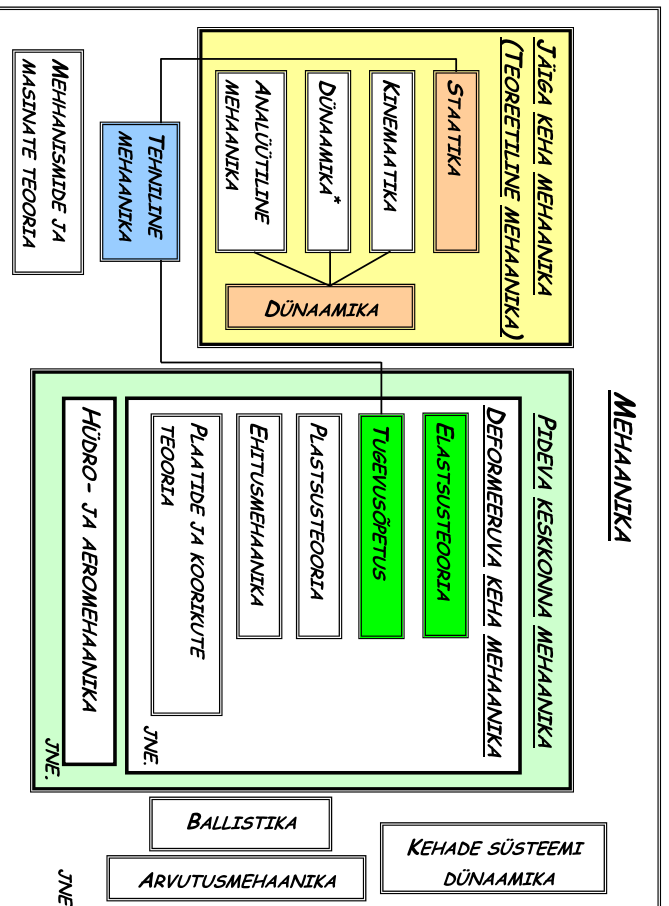 MEHAANIKA
JÄIGA KEHA MEHAANIKA
(TEOREETILINE MEHAANIKA)
STAATIKA
KINEMAATIKA
DÜNAAMIKA*
ANALÜÜTILINE
MEHAANIKA
DÜNAAMIKA
TEHNILINE
MEHAANIKA
MEHHANISMIDE JA
MASINATE TEOORIA
PIDEVA KESKKONNA MEHAANIKA
DEFORMEERUVA KEHA MEHAANIKA
ELASTSUSTEOORIA
TUGEVUSÕPETUS
PLASTSUSTEOORIA
EHITUSMEHAANIKA
PLAATIDE JA KOORIKUTE
TEOORIA
JNE.
HÜDRO- JA AEROMEHAANIKA
JNE.
KEHADE SÜSTEEMI
DÜNAAMIKA
BALLISTIKA
ARVUTUSMEHAANIKA
JNE